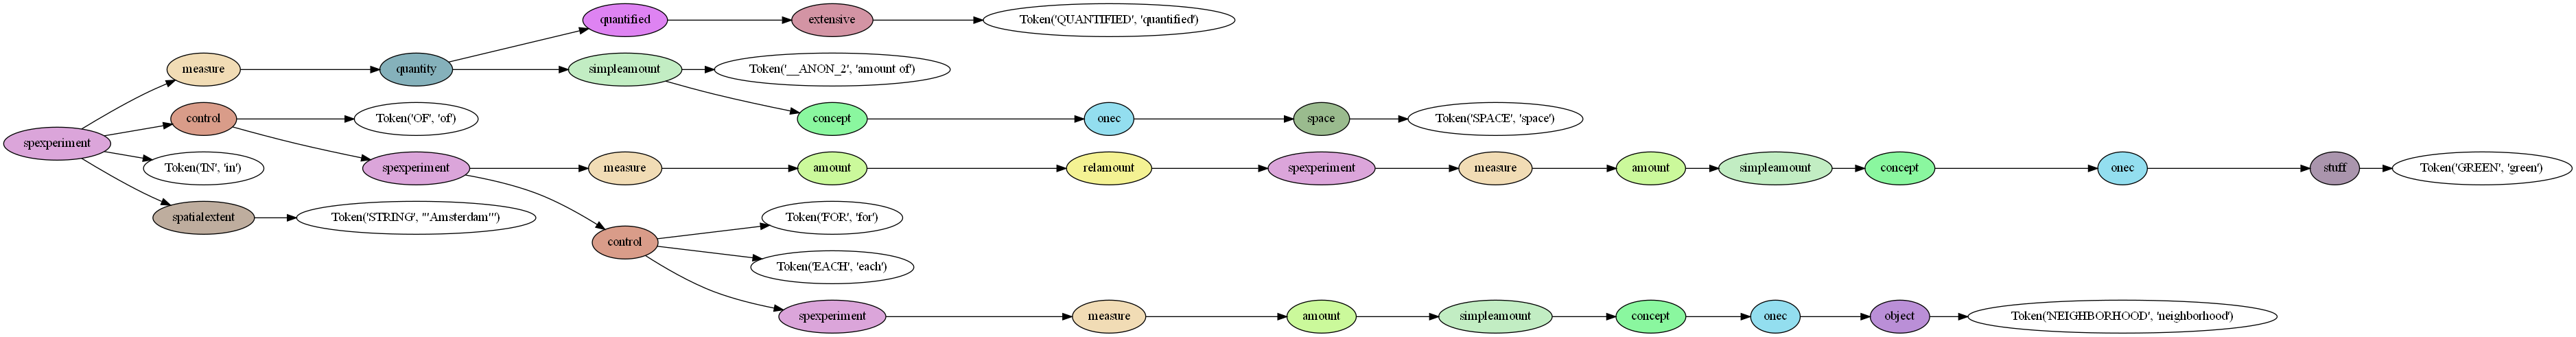 quantified extensive Token('QUANTIFIED', 'quantified')
measure quantity simpleamount Token('__ANON_2', 'amount of')
control Token('OF', 'of') concept onec space Token('SPACE', 'space')
spexperiment
Token('IN', 'in') spexperiment measure amount relamount spexperiment measure amount simpleamount concept onec stuff Token('GREEN', 'green')
spatialextent Token('STRING', "'Amsterdam'") Token('FOR', 'for')
control
Token('EACH', 'each')
spexperiment measure amount simpleamount concept onec object Token('NEIGHBORHOOD', 'neighborhood')